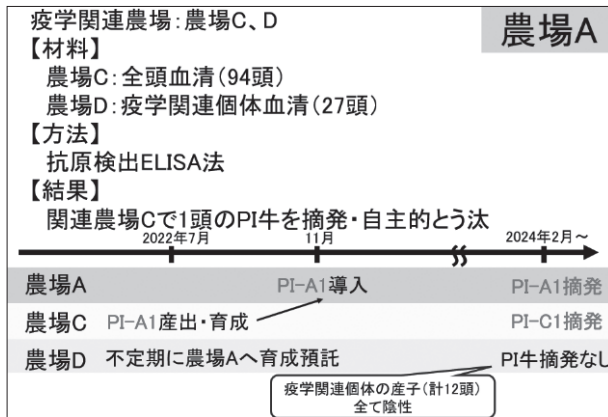 疫学関連農場:農場C、D
農場A
【材料】
農場C:全頭血清(94頭)
農場D:疫学関連個体血清(27頭)
【方法】
抗原検出ELISA法
【結果】
関連農場Cで1頭のPI牛を摘発・自主的とう汰
2022年7月 11月 2024年2月~
農場A PI-A1導入 PI-A1摘発
農場C PI-A1産出・育成 PI-C1摘発
農場D 不定期に農場Aへ育成預託 PI牛摘発なし
疫学関連個体の産子(計12頭)
全て陰性